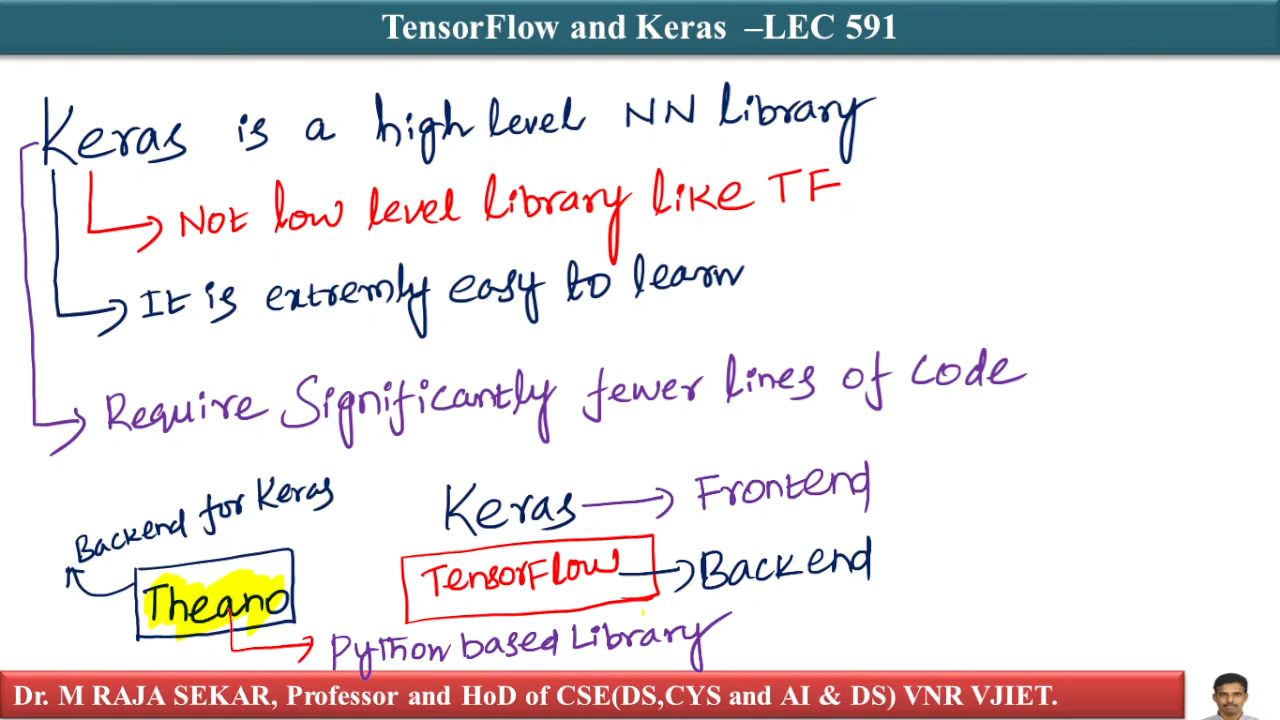 TensorFlow and Keras –LEC 591
Keras is a high level NN library
Not low level library like TF
It is extremly easy to learn
Require Significantly fewer lines of code
Backend for Keras
Keras Frontend
Theano
TensorFlow Backend
Python based Library
Dr. M RAJA SEKAR, Professor and HoD of CSE(DS,CYS and AI & DS) VNR VJIET.